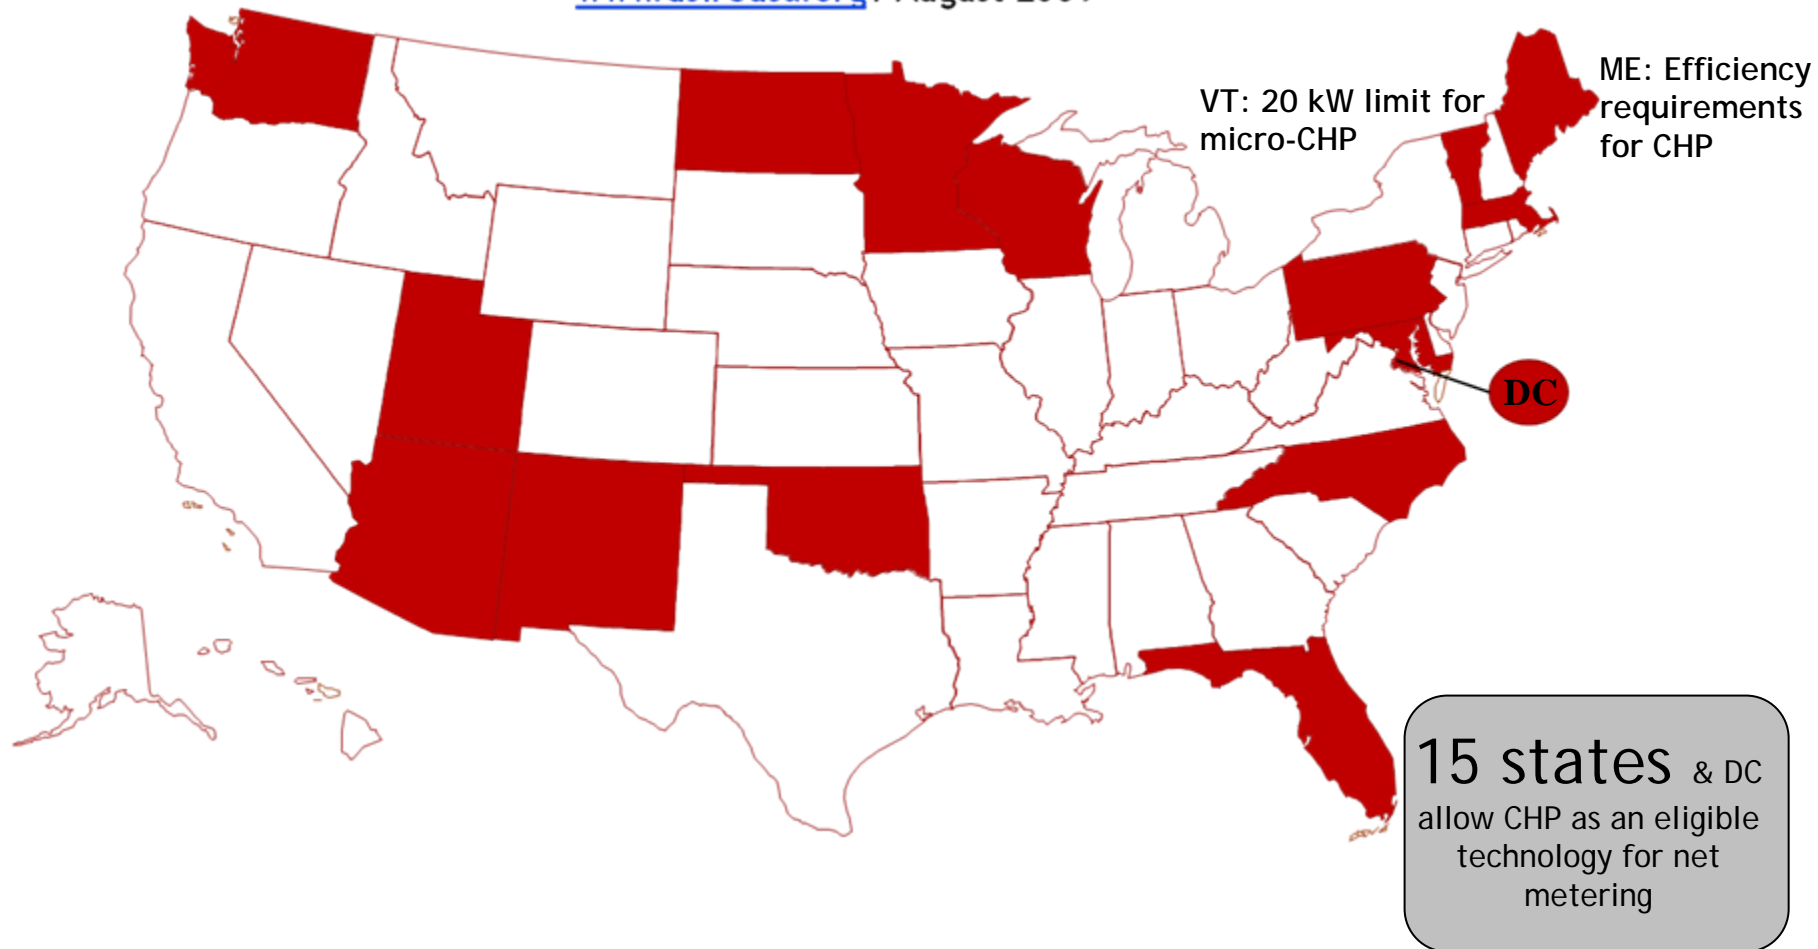 VT: 20 kW limit for
micro-CHP
ME: Efficiency
requirements
for CHP
DC
15 states & DC
allow CHP as an eligible
technology for net
metering